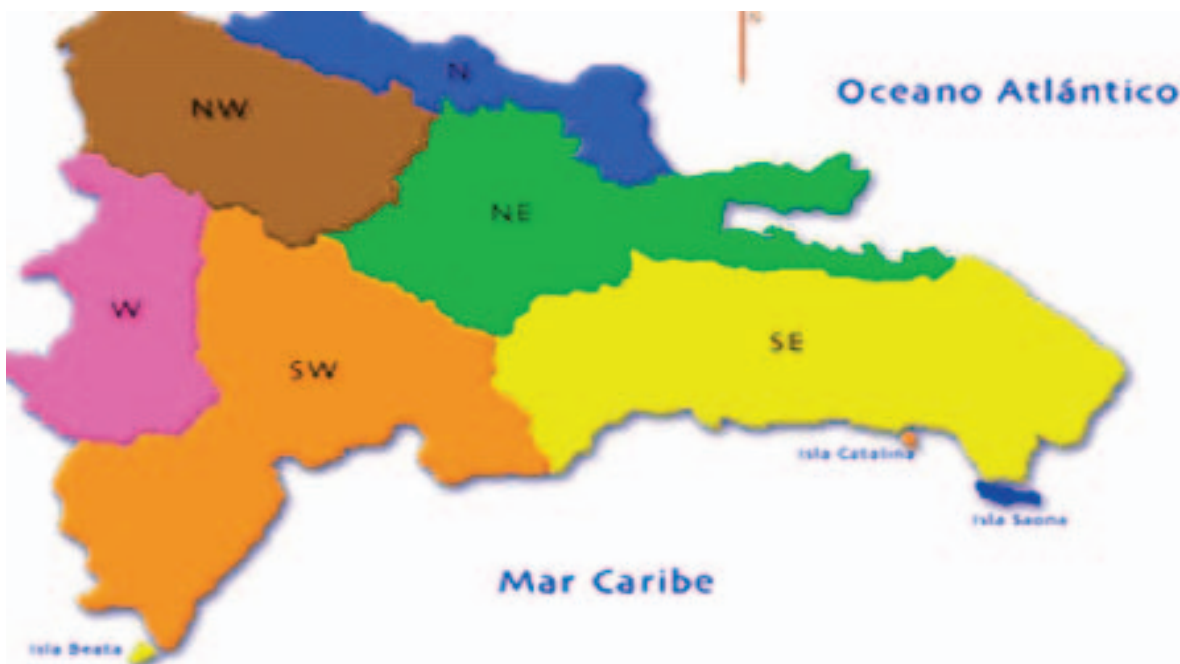 N
Oceano Atlántico
NW
NE
W
SW
SE
Isla Catalina
Isla Saona
Mar Caribe
Isla Beata